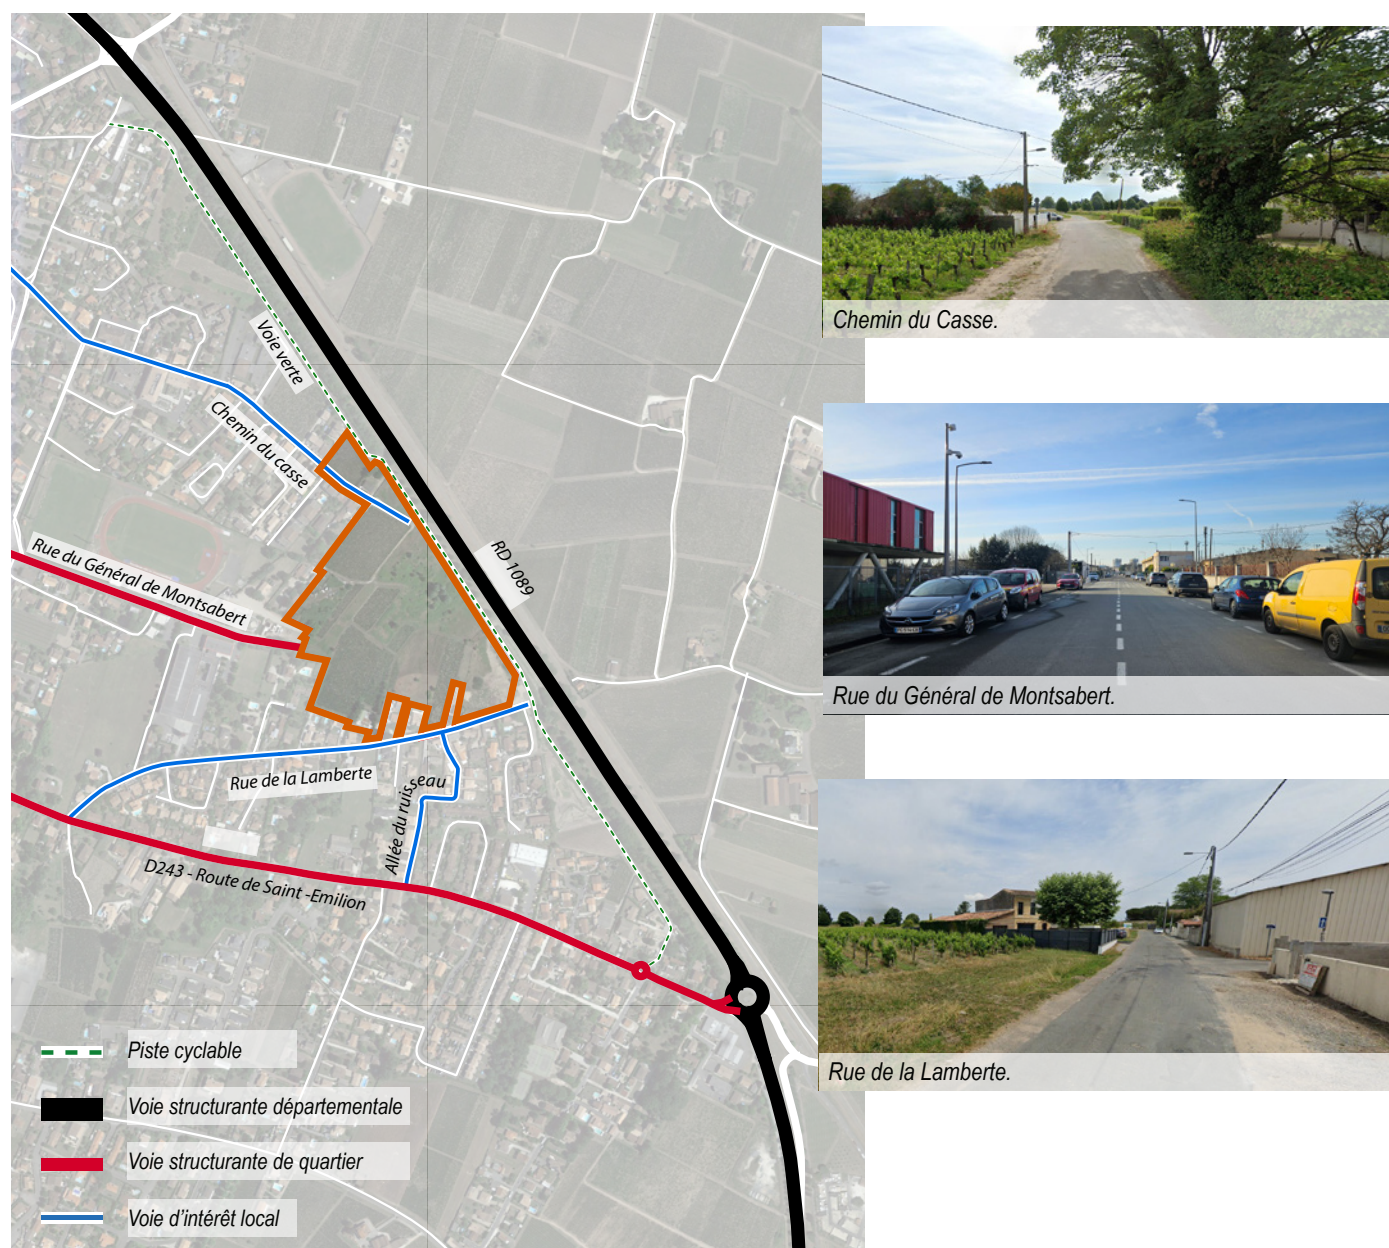 Voie verte
Chemin du casse
Rue du Général de Montsabert
RD 1089
Rue de la Lamberte
Allée du ruisseau
D243 - Route de Saint -Emilion
Piste cyclable
Voie structurante départementale
Voie structurante de quartier
Voie d'intérêt local
Chemin du Casse.
Rue du Général de Montsabert.
Rue de la Lamberte.